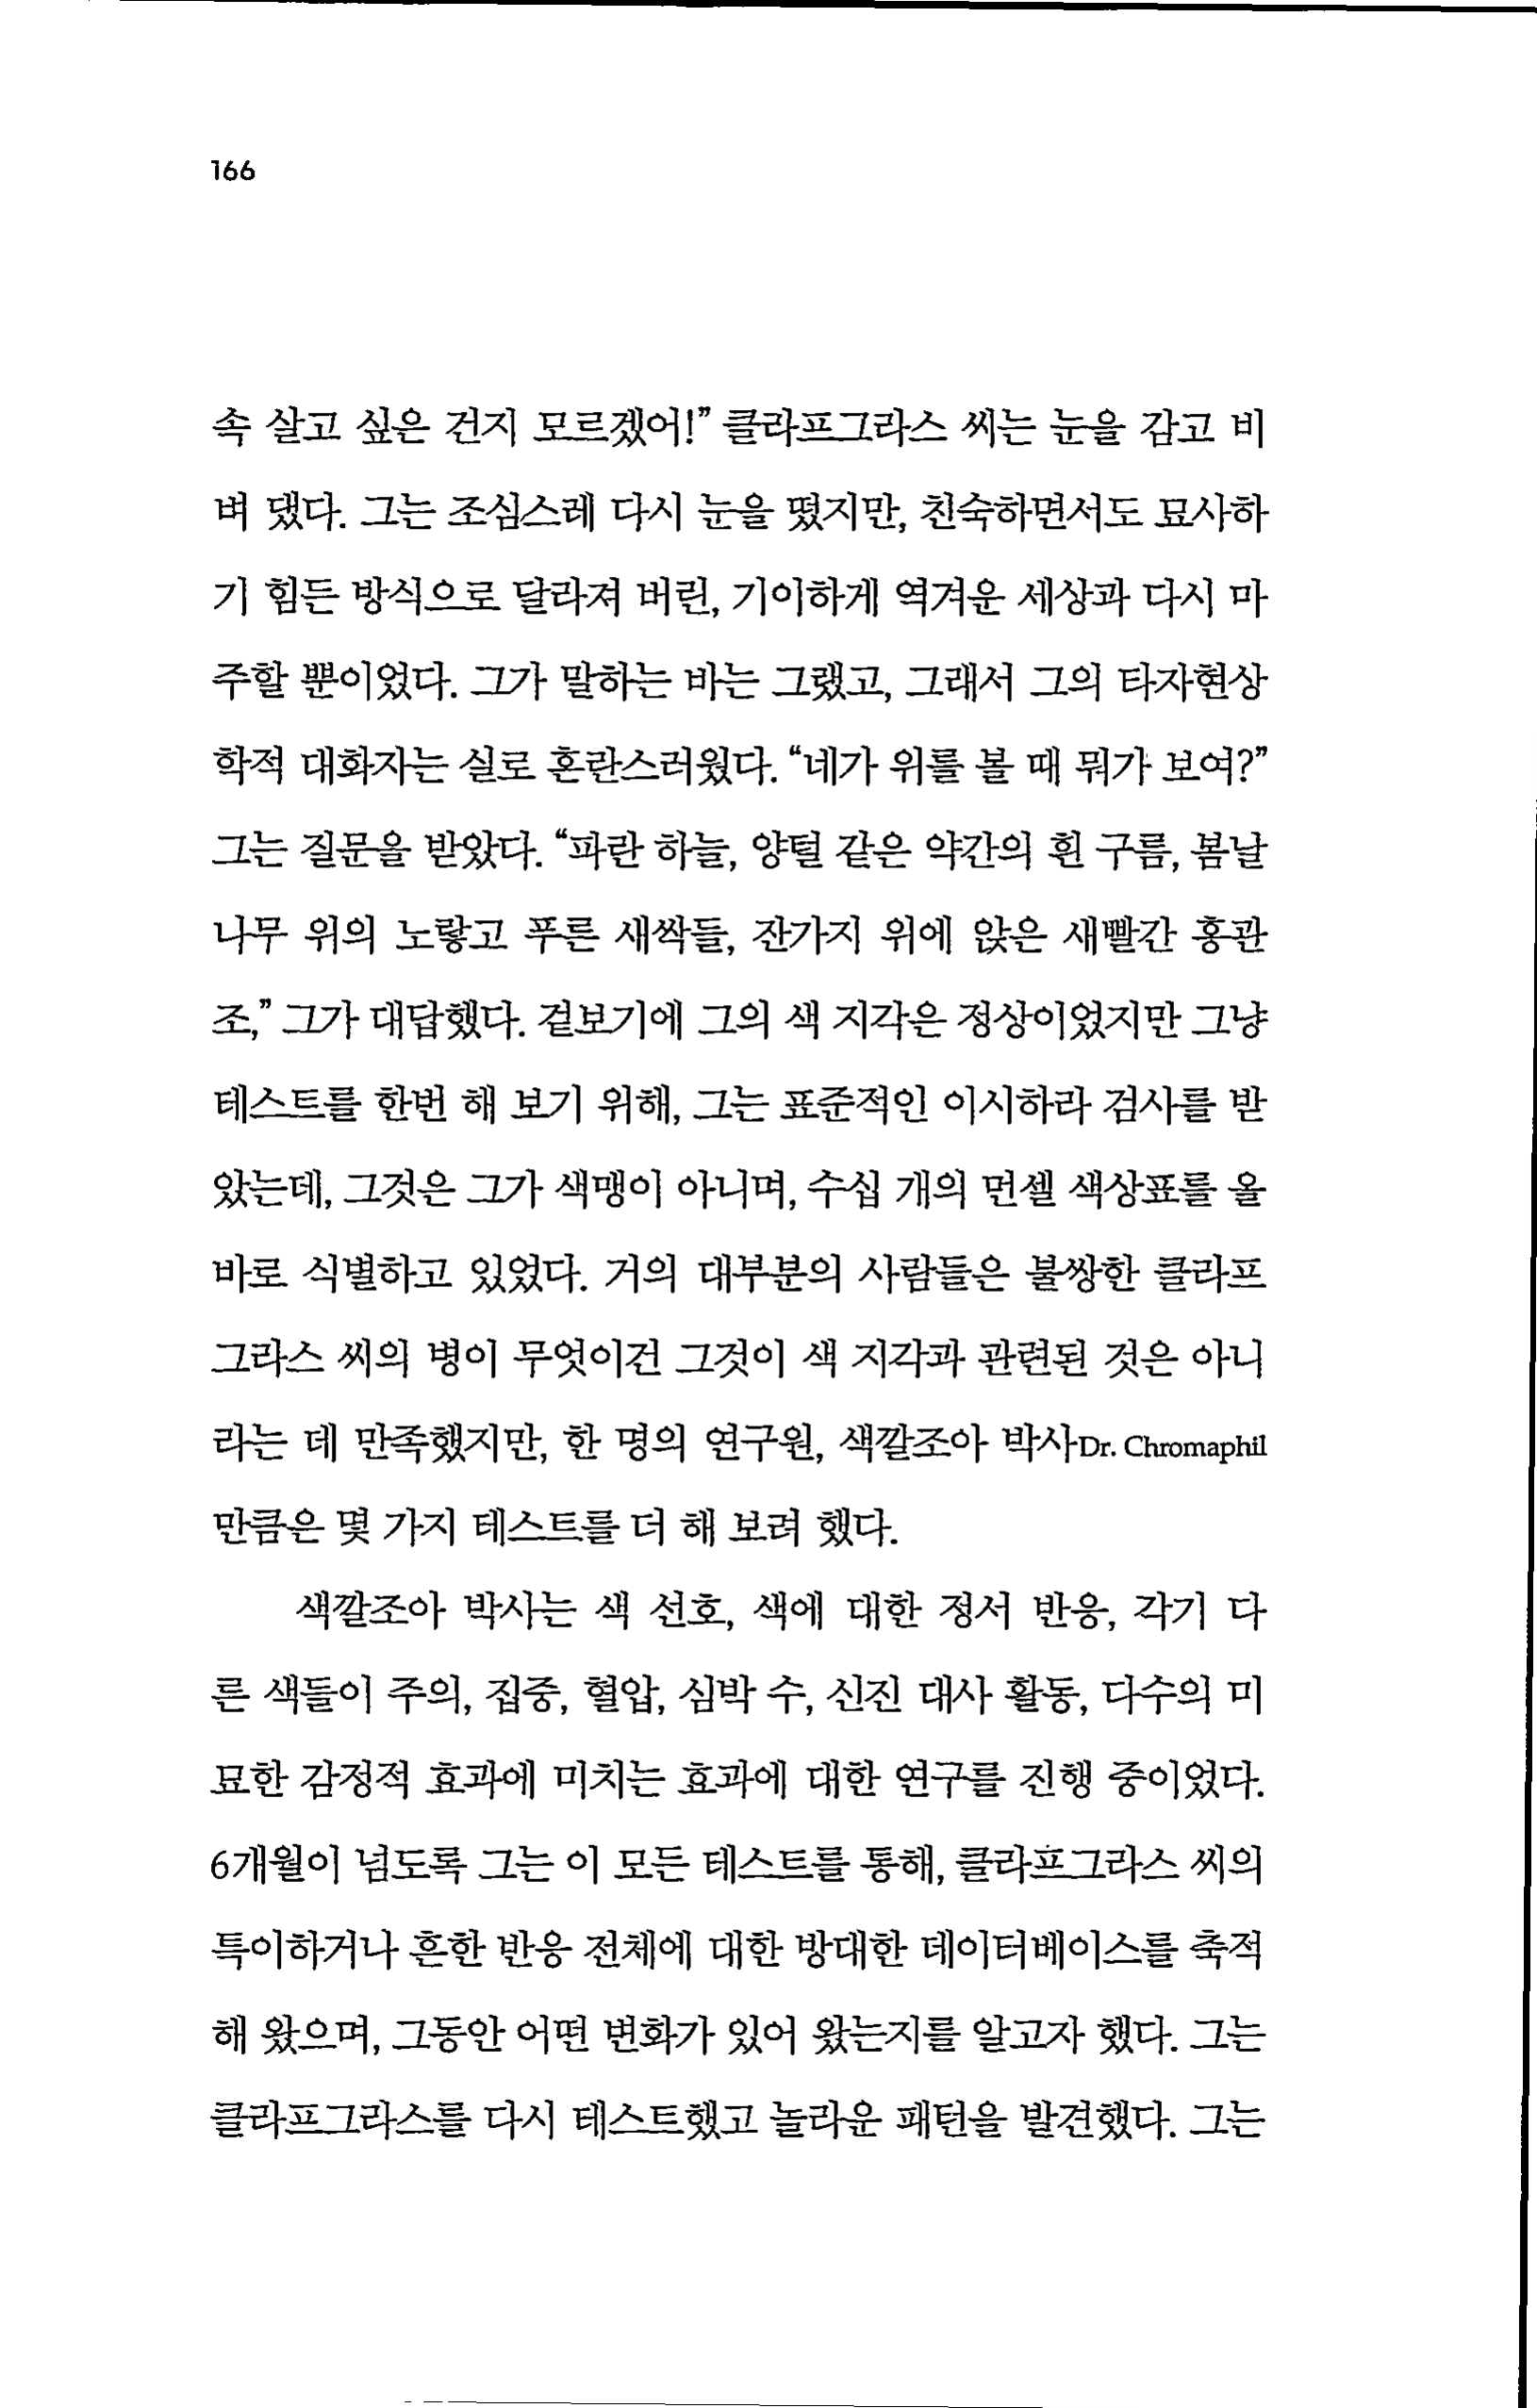 166
속 살고 싶은 건지 모르겠어!” 클라프그라스 씨는 눈을 감고 비
벼 댔다. 그는 조심스레 다시 눈을 떴지만, 친숙하면서도 묘사하
기 힘든 방식으로 달라져 버린, 기이하게 역겨운 세상과 다시 마
주할 뿐이었다. 그가 말하는 바는 그랬고, 그래서 그의 타자현상
학적 대화자는 실로 혼란스러웠다. “네가 위를 볼 때 뭐가 보여?”
그는 질문을 받았다. “파란 하늘, 양털 같은 약간의 흰 구름, 봄날
나무 위의 노랗고 푸른 새싹들, 잔가지 위에 앉은 새빨간 홍관
조,” 그가 대답했다. 겉보기에 그의 색 지각은 정상이었지만 그냥
테스트를 한번 해 보기 위해, 그는 표준적인 이시하라 검사를 받
았는데, 그것은 그가 색맹이 아니며, 수십 개의 먼셀 색상표를 올
바로 식별하고 있었다. 거의 대부분의 사람들은 불쌍한 클라프
그라스 씨의 병이 무엇이건 그것이 색 지각과 관련된 것은 아니
라는 데 만족했지만, 한 명의 연구원, 색깔조아 박사Dr. Chromaphil
만큼은 몇 가지 테스트를 더 해 보려 했다.
색깔조아 박사는 색 선호, 색에 대한 정서 반응, 각기 다
른 색들이 주의, 집중, 혈압, 심박 수, 신진 대사 활동, 다수의 미
묘한 감정적 효과에 미치는 효과에 대한 연구를 진행 중이었다.
6개월이 넘도록 그는 이 모든 테스트를 통해, 클라프그라스 씨의
특이하거나 흔한 반응 전체에 대한 방대한 데이터베이스를 축적
해 왔으며, 그동안 어떤 변화가 있어 왔는지를 알고자 했다. 그는
클라프그라스를 다시 테스트했고 놀라운 패턴을 발견했다. 그는